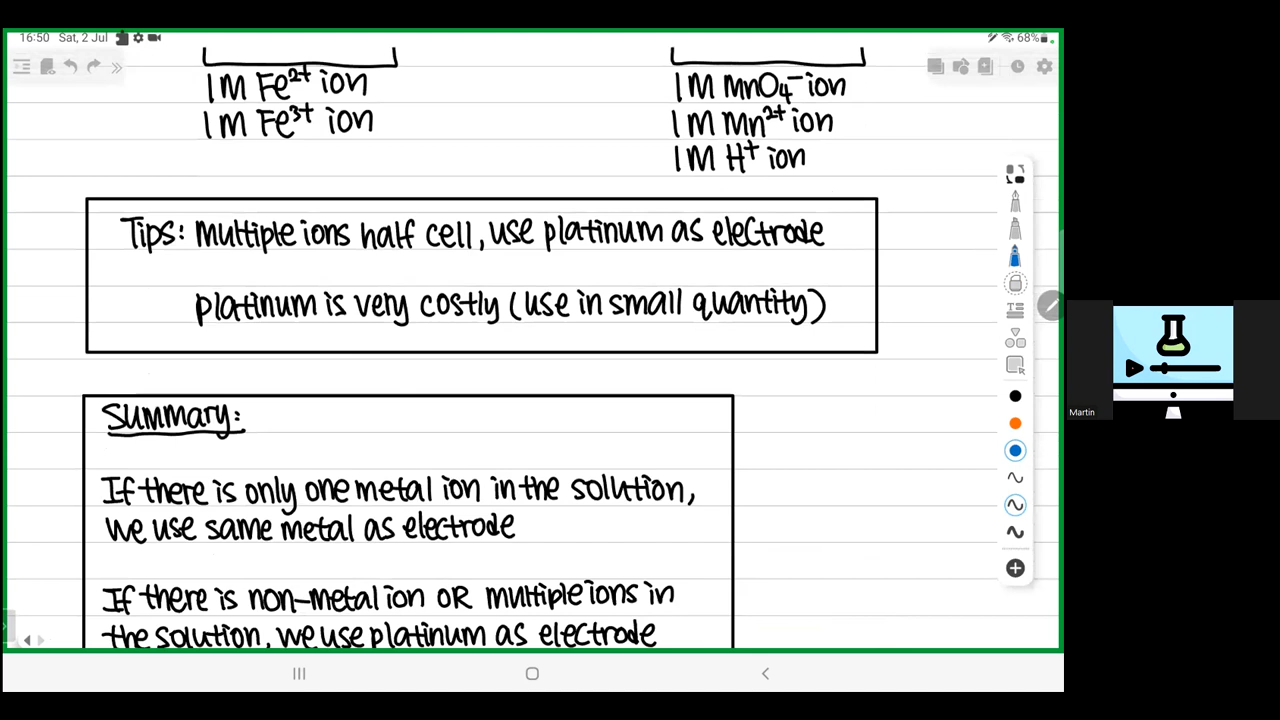 16:50 Sat, 2 Jul
68%
1M Fe²⁺ ion
1M Fe³⁺ ion
1M MnO₄⁻ ion
1M Mn²⁺ ion
1M H⁺ ion
Tips: Multiple ions half cell, use platinum as electrode
platinum is very costly (use in small quantity)
Summary:
If there is only one metal ion in the solution,
we use same metal as electrode
If there is non-metal ion OR multiple ions in
the solution, we use platinum as electrode
Martin